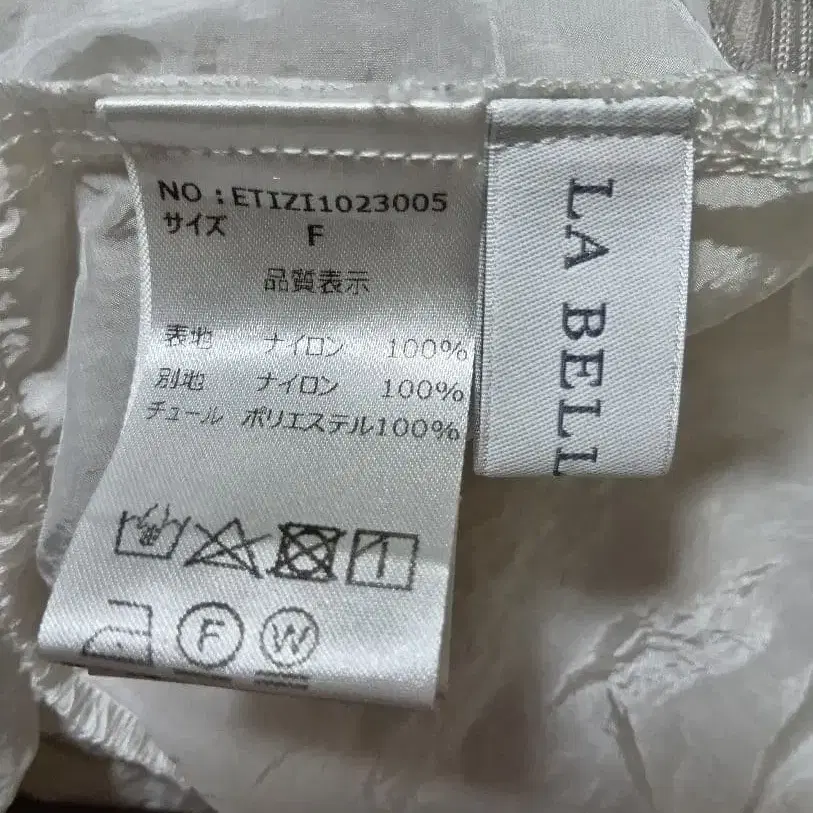 NO:ETIZI1023005
サイズ F
品質表示
表地 ナイロン 100%
別地 ナイロン 100%
チュール ポリエステル100%
F W
LA BELL